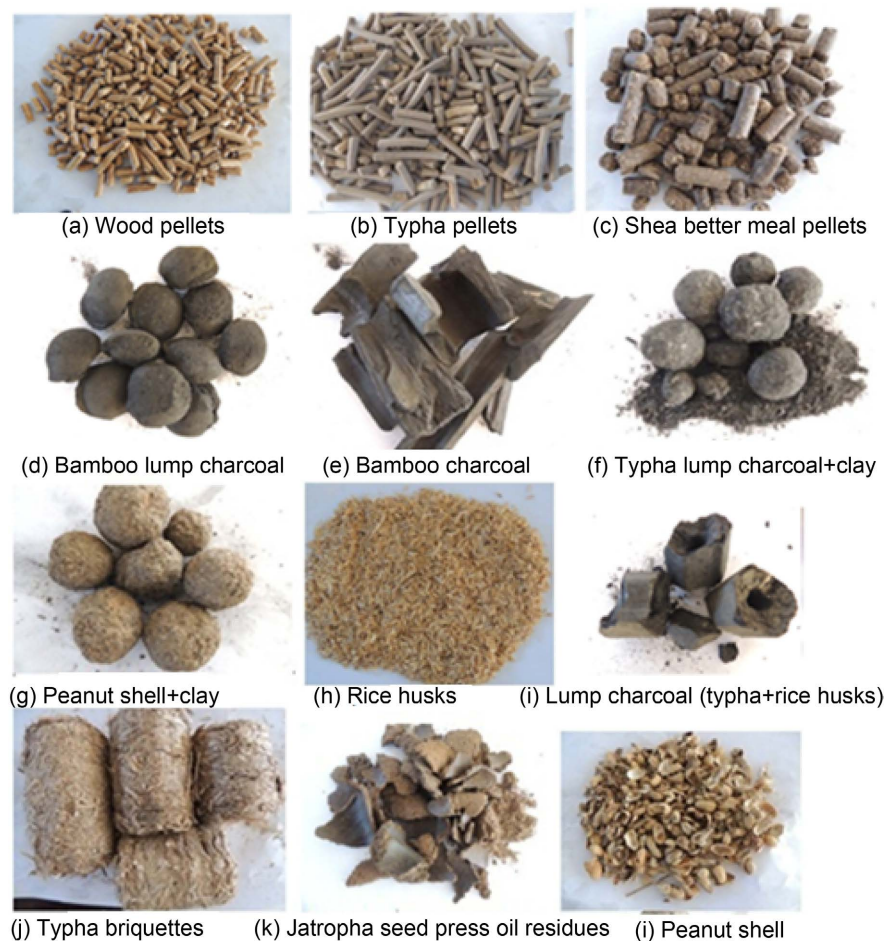 (a) Wood pellets
(b) Typha pellets
(c) Shea better meal pellets
(d) Bamboo lump charcoal
(e) Bamboo charcoal
(f) Typha lump charcoal+clay
(g) Peanut shell+clay
(h) Rice husks
(i) Lump charcoal (typha+rice husks)
(j) Typha briquettes
(k) Jatropha seed press oil residues
(i) Peanut shell